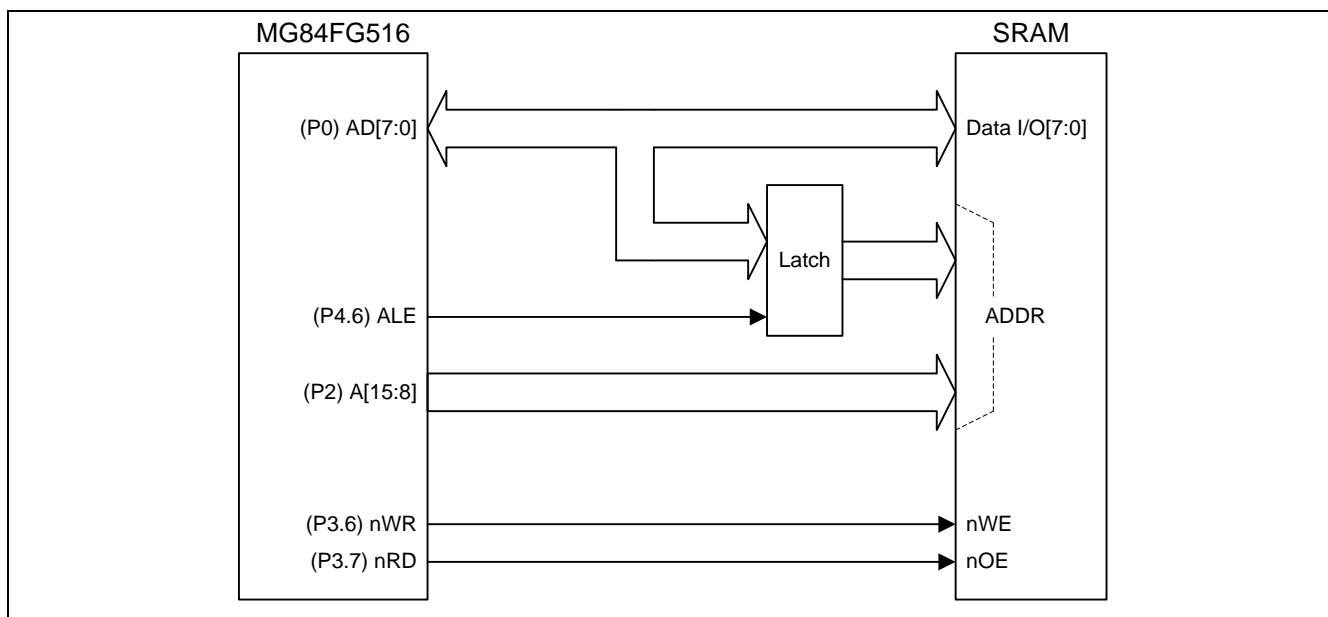 MG84FG516
SRAM
(P0) AD[7:0]
Data I/O[7:0]
Latch
(P4.6) ALE
ADDR
(P2) A[15:8]
(P3.6) nWR
nWE
(P3.7) nRD
nOE